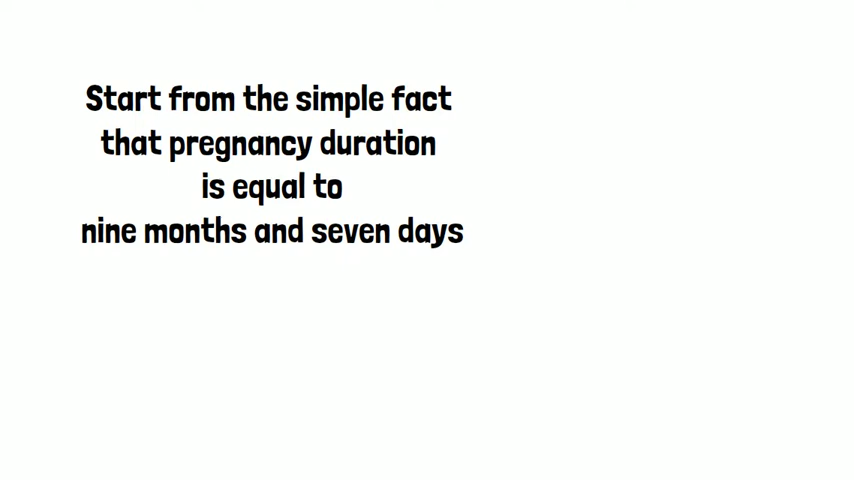 Start from the simple fact
that pregnancy duration
is equal to
nine months and seven days